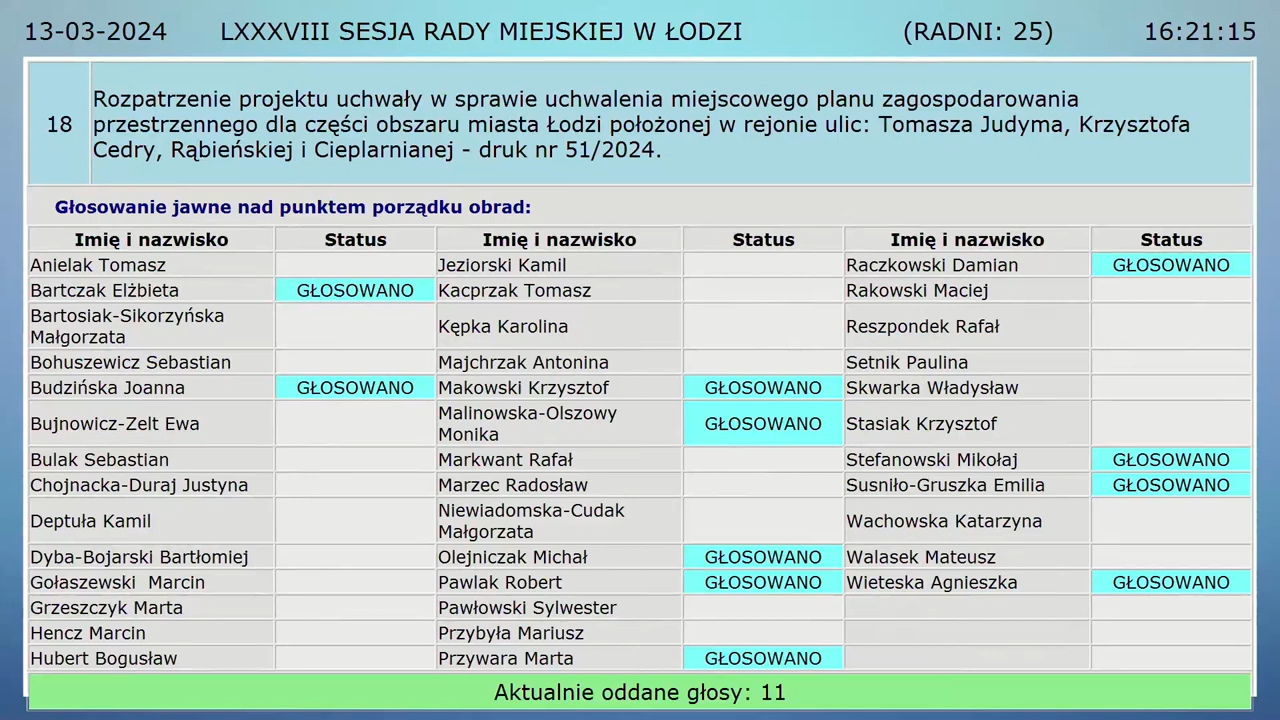 13-03-2024 LXXXVIII SESJA RADY MIEJSKIEJ W ŁODZI (RADNI: 25) 16:21:15
18
Rozpatrzenie projektu uchwały w sprawie uchwalenia miejscowego planu zagospodarowania
przestrzennego dla części obszaru miasta Łodzi położonej w rejonie ulic: Tomasza Judyma, Krzysztofa
Cedry, Rąbieńskiej i Cieplarnianej - druk nr 51/2024.
Głosowanie jawne nad punktem porządku obrad:
Imię i nazwisko Status Imię i nazwisko Status Imię i nazwisko Status
Anielak Tomasz Jeziorski Kamil Raczkowski Damian GŁOSOWANO
Bartczak Elżbieta GŁOSOWANO Kacprzak Tomasz Rakowski Maciej
Bartosiak-Sikorzyńska
Małgorzata Kępka Karolina Reszpondek Rafał
Bohuszewicz Sebastian Majchrzak Antonina Setnik Paulina
Budzińska Joanna GŁOSOWANO Makowski Krzysztof GŁOSOWANO Skwarka Władysław
Bujnowicz-Zelt Ewa Malinowska-Olszowy
Monika GŁOSOWANO Stasiak Krzysztof
Bulak Sebastian Markwant Rafał Stefanowski Mikołaj GŁOSOWANO
Chojnacka-Duraj Justyna Marzec Radosław Susniło-Gruszka Emilia GŁOSOWANO
Deptuła Kamil Niewiadomska-Cudak
Małgorzata Wachowska Katarzyna
Dyba-Bojarski Bartłomiej Olejniczak Michał GŁOSOWANO Walasek Mateusz
Gołaszewski Marcin Pawlak Robert GŁOSOWANO Wieteska Agnieszka GŁOSOWANO
Grzeszczyk Marta Pawłowski Sylwester
Hencz Marcin Przybyła Mariusz
Hubert Bogusław Przywara Marta GŁOSOWANO
Aktualnie oddane głosy: 11